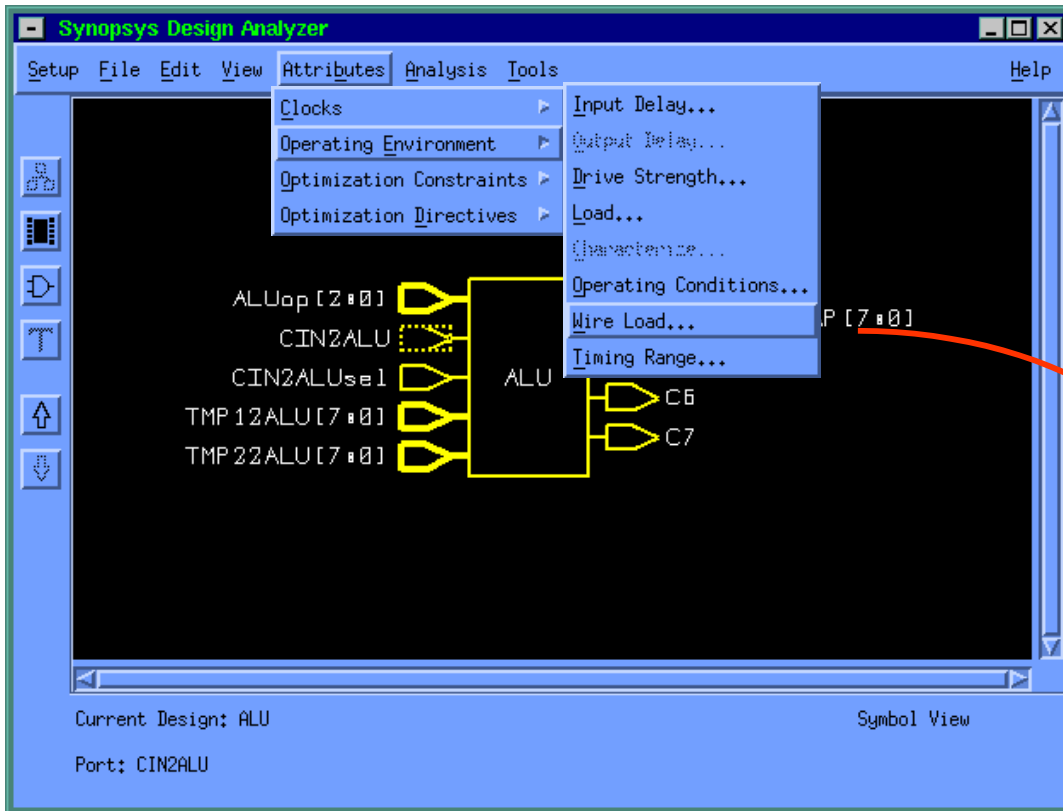 Synopsys Design Analyzer
Setup File Edit View Attributes Analysis Tools Help
Clocks
Operating Environment
Optimization Constraints
Optimization Directives
Input Delay...
Output Delay...
Drive Strength...
Load...
Characterize...
Operating Conditions...
Wire Load...
Timing Range...
ALUop[2:0]
CIN2ALU
CIN2ALUsel
TMP12ALU[7:0]
TMP22ALU[7:0]
ALU
P[7:0]
C6
C7
Current Design: ALU
Symbol View
Port: CIN2ALU